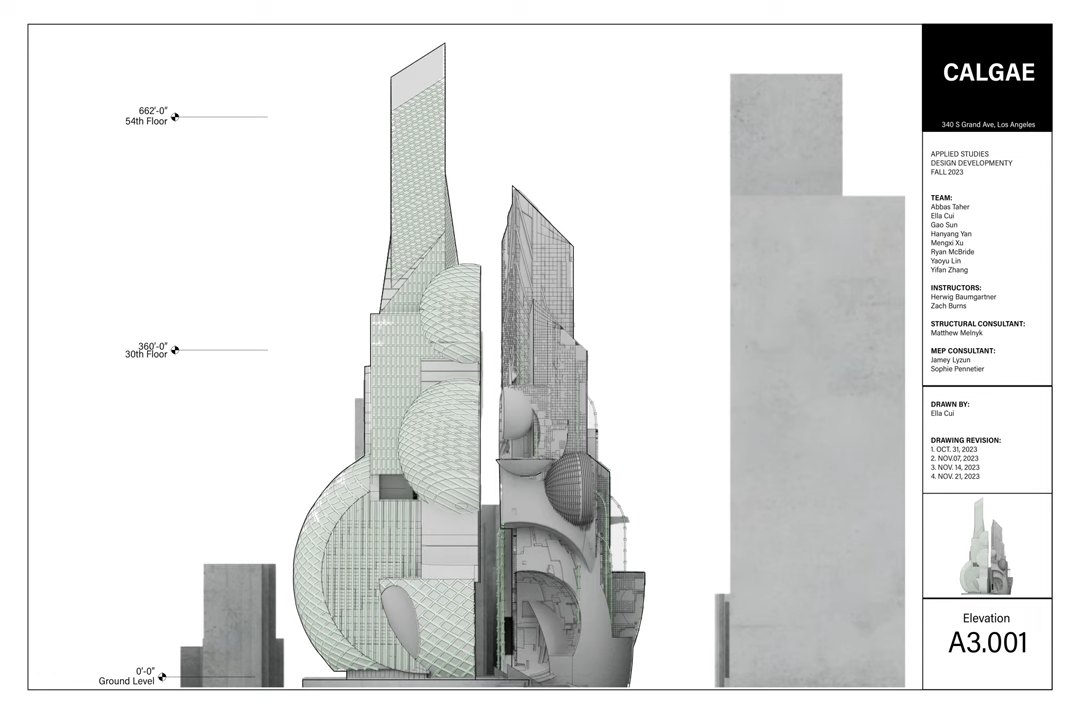 662'-0"
54th Floor
360'-0"
30th Floor
0'-0"
Ground Level
CALGAE
340 S Grand Ave, Los Angeles
APPLIED STUDIES
DESIGN DEVELOPMENTY
FALL 2023
TEAM:
Abbas Taher
Ella Cui
Gao Sun
Hanyang Yan
Mengxi Xu
Ryan McBride
Yaoyu Lin
Yifan Zhang
INSTRUCTORS:
Herwig Baumgartner
Zach Burns
STRUCTURAL CONSULTANT:
Matthew Melnyk
MEP CONSULTANT:
Jamey Lyzun
Sophie Pennetier
DRAWN BY:
Ella Cui
DRAWING REVISION:
1. OCT. 31, 2023
2. NOV.07, 2023
3. NOV. 14, 2023
4. NOV. 21, 2023
Elevation
A3.001